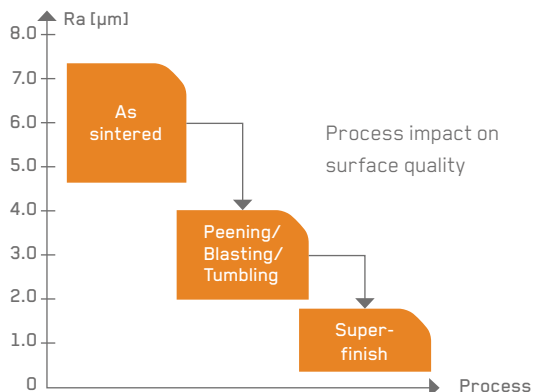 Ra [µm]
8.0
7.0
6.0
5.0
4.0
3.0
2.0
1.0
0
As
sintered
Process impact on
surface quality
Peening/
Blasting/
Tumbling
Super-
finish
Process